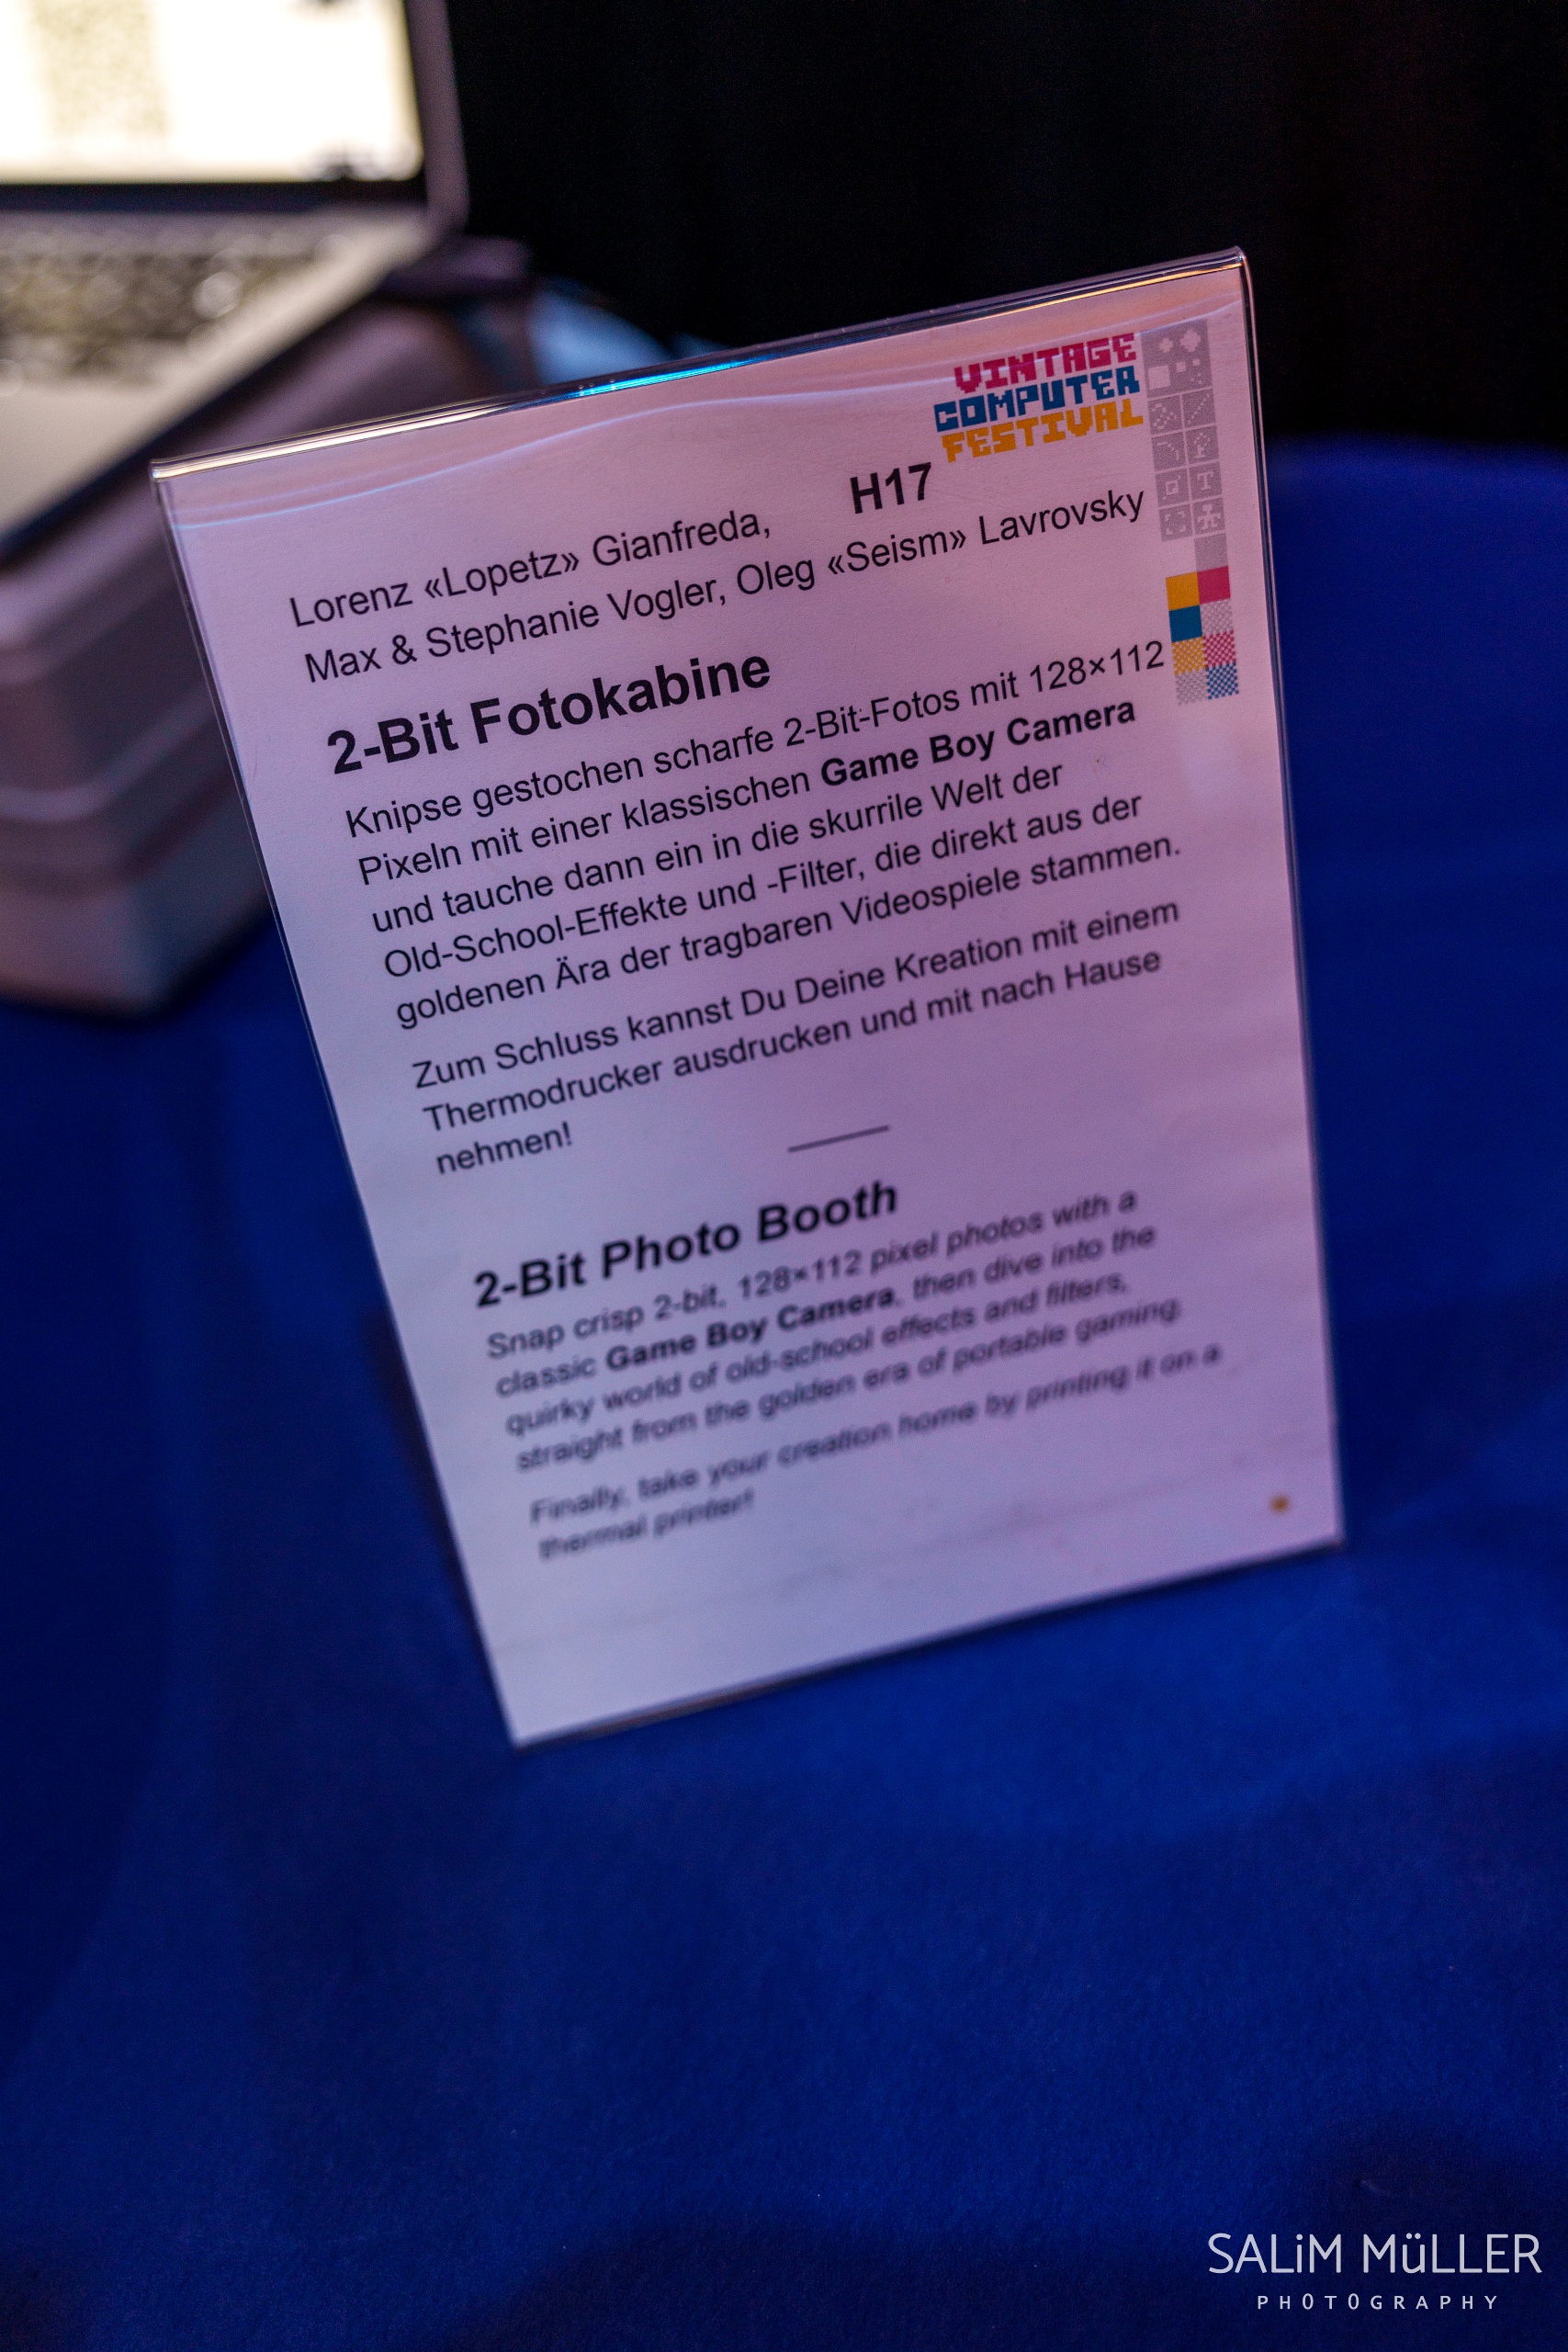 VINTAGE
COMPUTER
FESTIVAL
H17
Lorenz «Lopetz» Gianfreda,
Max & Stephanie Vogler, Oleg «Seism» Lavrovsky
2-Bit Fotokabine
Knipse gestochen scharfe 2-Bit-Fotos mit 128×112
Pixeln mit einer klassischen Game Boy Camera
und tauche dann ein in die skurrile Welt der
Old-School-Effekte und -Filter, die direkt aus der
goldenen Ära der tragbaren Videospiele stammen.
Zum Schluss kannst Du Deine Kreation mit einem
Thermodrucker ausdrucken und mit nach Hause
nehmen!
2-Bit Photo Booth
Snap crisp 2-bit, 128×112 pixel photos with a
classic Game Boy Camera, then dive into the
quirky world of old-school effects and filters,
straight from the golden era of portable gaming.
Finally, take your creation home by printing it on a
thermal printer!
SALiM MüLLER
PHOTOGRAPHY